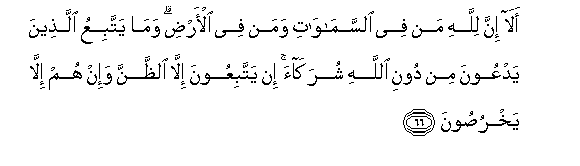 أَلَآ إِنَّ لِلَّهِ مَن فِى ٱلسَّمَٰوَٰتِ وَمَن فِى ٱلْأَرْضِ ۗ وَمَا يَتَّبِعُ ٱلَّذِينَ
يَدْعُونَ مِن دُونِ ٱللَّهِ شُرَكَآءَ ۚ إِن يَتَّبِعُونَ إِلَّا ٱلظَّنَّ وَإِنْ هُمْ إِلَّا
يَخْرُصُونَ ﴿٦٦﴾